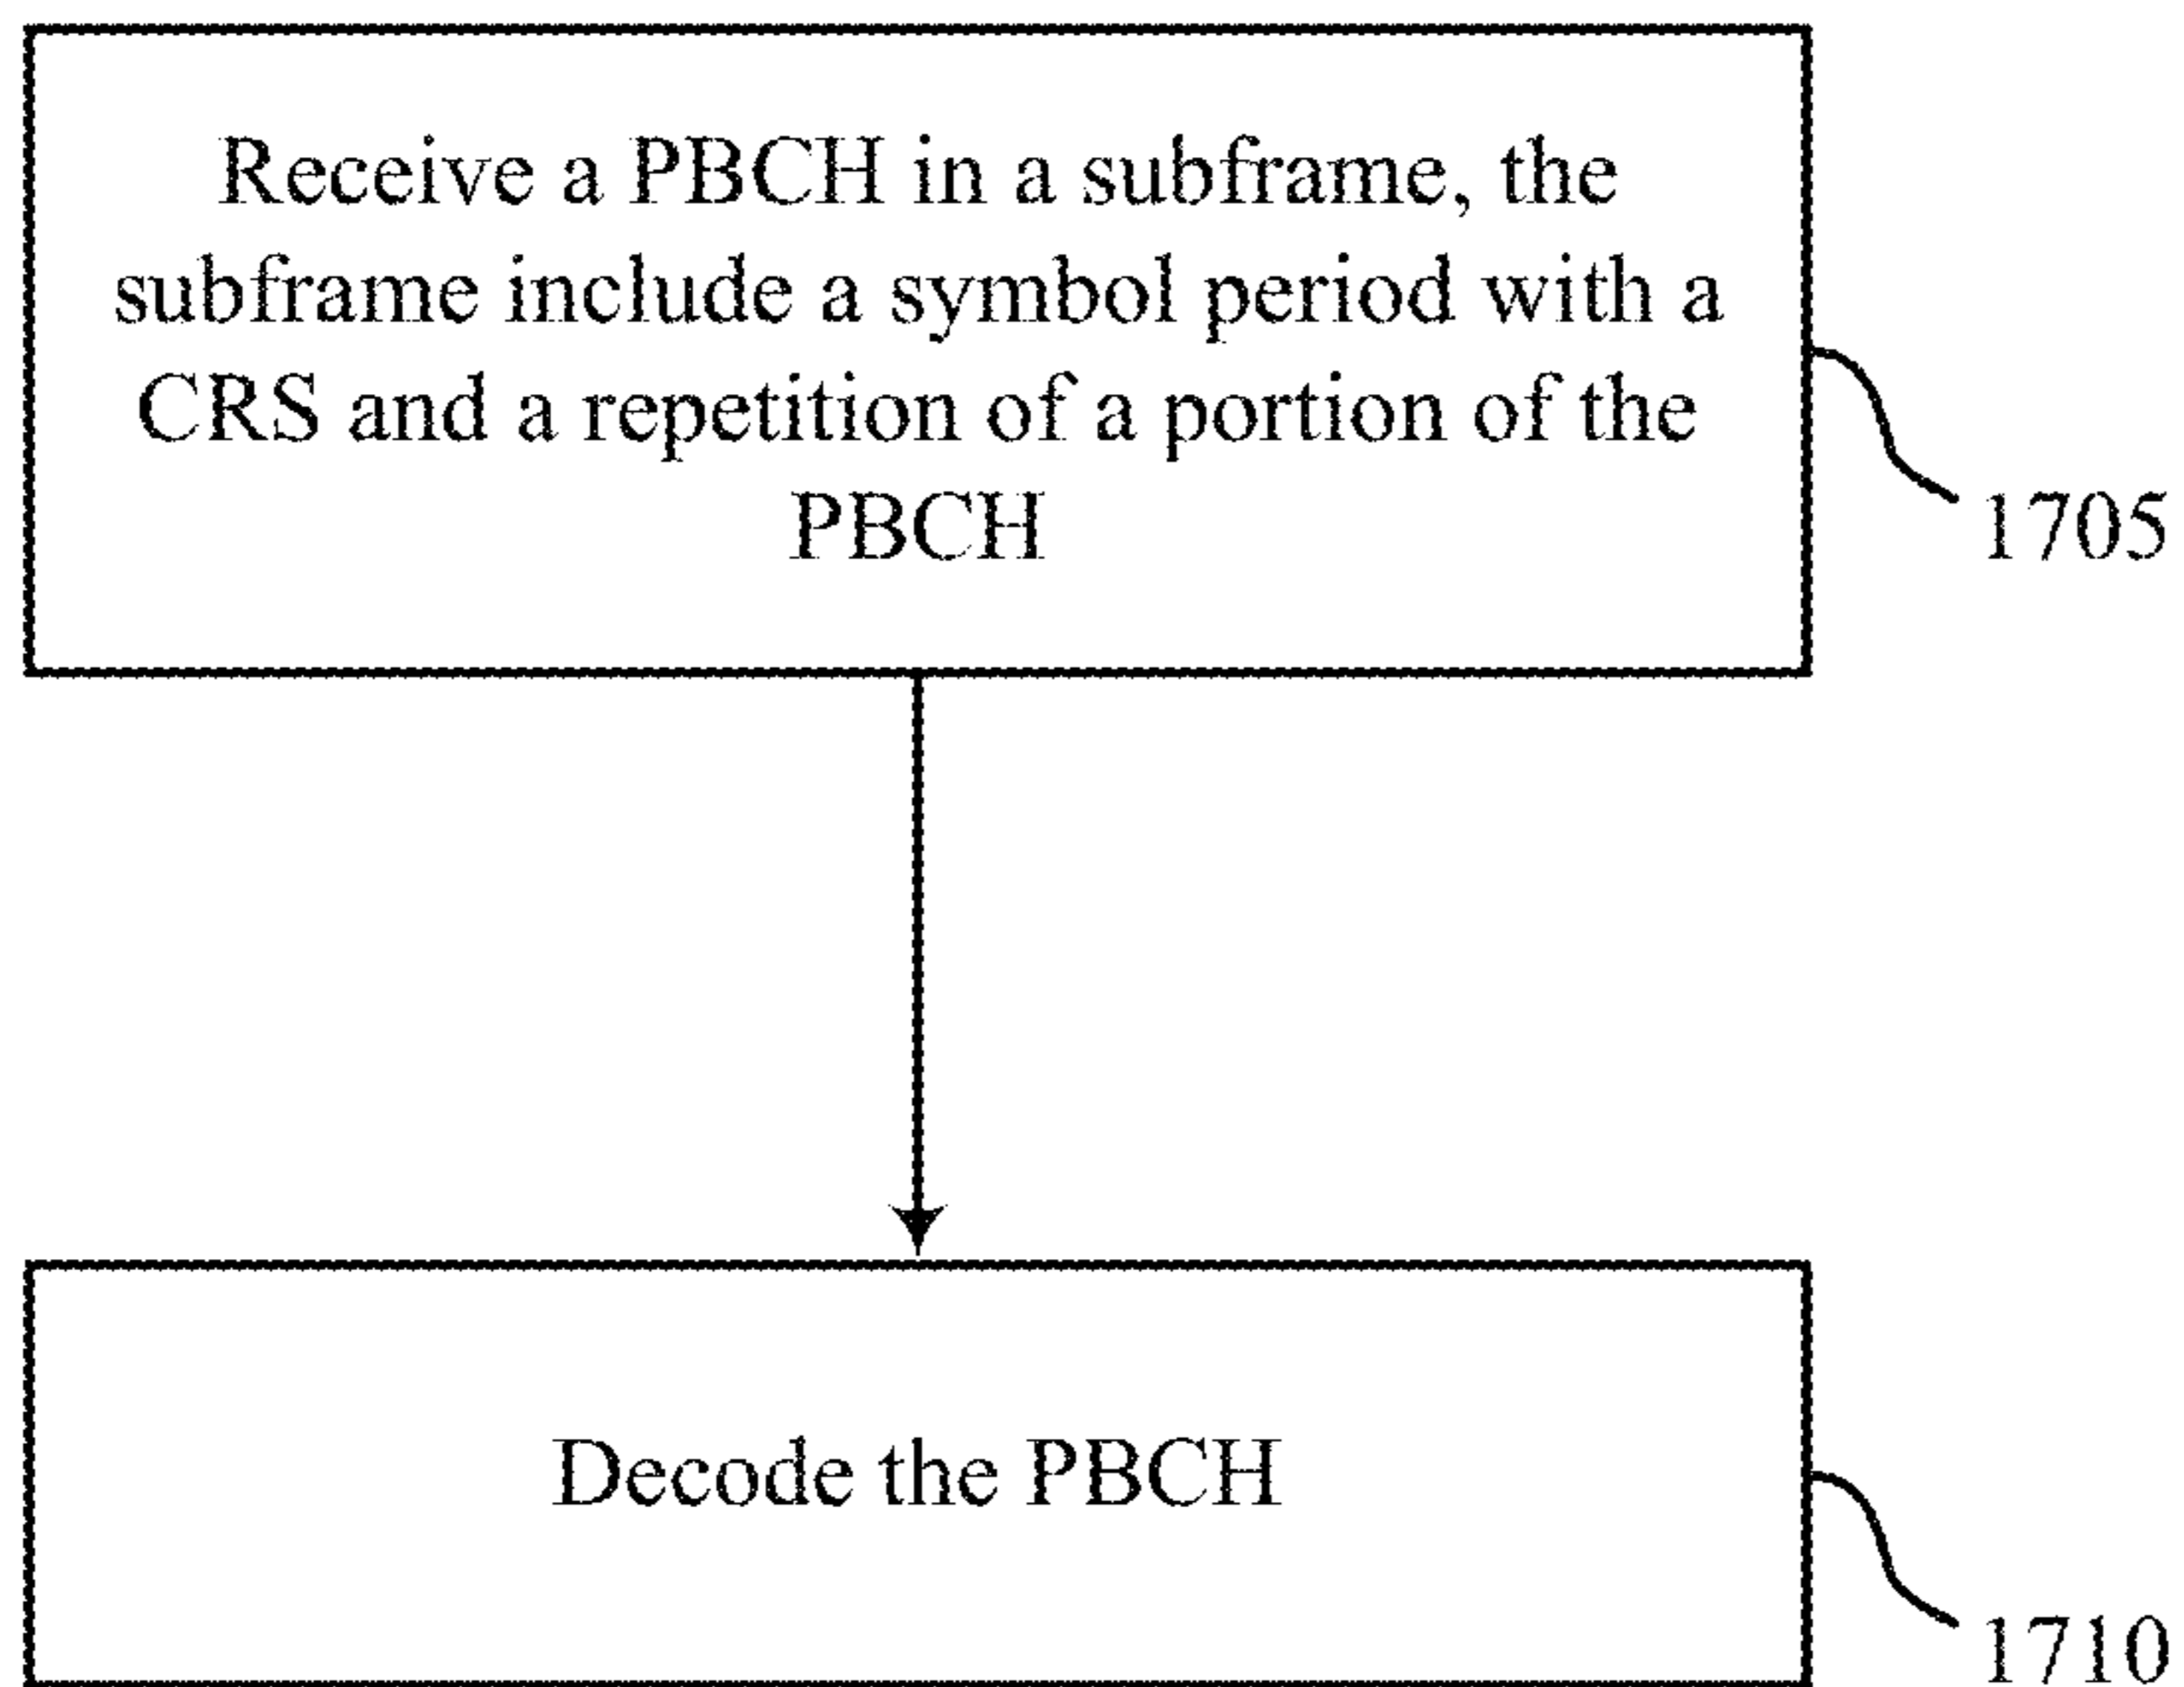 Receive a PBCH in a subframe, the
subframe include a symbol period with a
CRS and a repetition of a portion of the
PBCH
1705
Decode the PBCH
1710